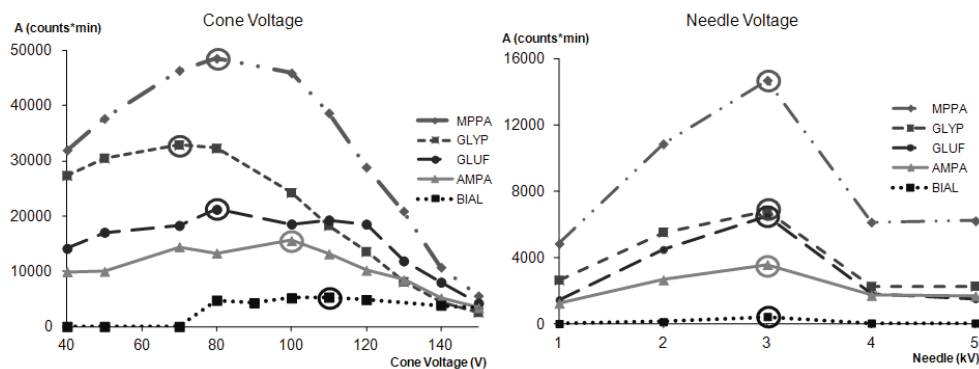 Cone Voltage
A (counts*min)
50000
40000
30000
20000
10000
0
40 60 80 100 120 140
Cone Voltage (V)
MPPA
GLYP
GLUF
AMPA
BIAL
Needle Voltage
A (counts*min)
16000
12000
8000
4000
0
1 2 3 4 5
Needle (kV)
MPPA
GLYP
GLUF
AMPA
BIAL